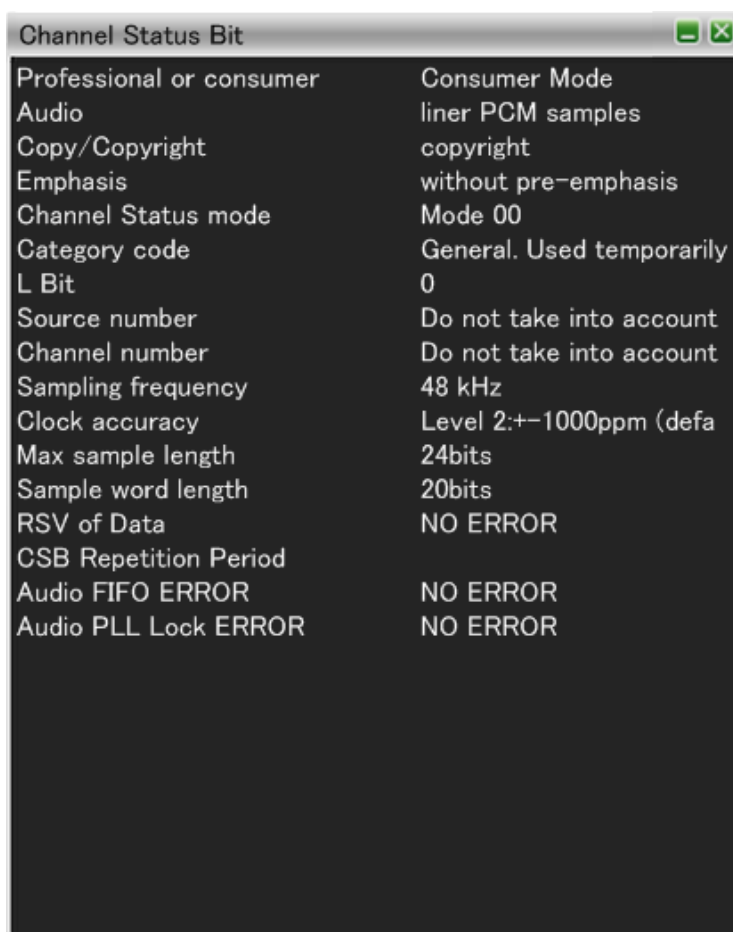 Channel Status Bit
Professional or consumer Consumer Mode
Audio liner PCM samples
Copy/Copyright copyright
Emphasis without pre-emphasis
Channel Status mode Mode 00
Category code General. Used temporarily
L Bit 0
Source number Do not take into account
Channel number Do not take into account
Sampling frequency 48 kHz
Clock accuracy Level 2:+-1000ppm (defa
Max sample length 24bits
Sample word length 20bits
RSV of Data NO ERROR
CSB Repetition Period
Audio FIFO ERROR NO ERROR
Audio PLL Lock ERROR NO ERROR